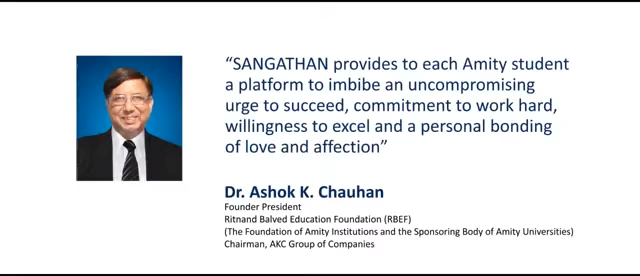 “SANGATHAN provides to each Amity student
a platform to imbibe an uncompromising
urge to succeed, commitment to work hard,
willingness to excel and a personal bonding
of love and affection”
Dr. Ashok K. Chauhan
Founder President
Ritnand Balved Education Foundation (RBEF)
(The Foundation of Amity Institutions and the Sponsoring Body of Amity Universities)
Chairman, AKC Group of Companies